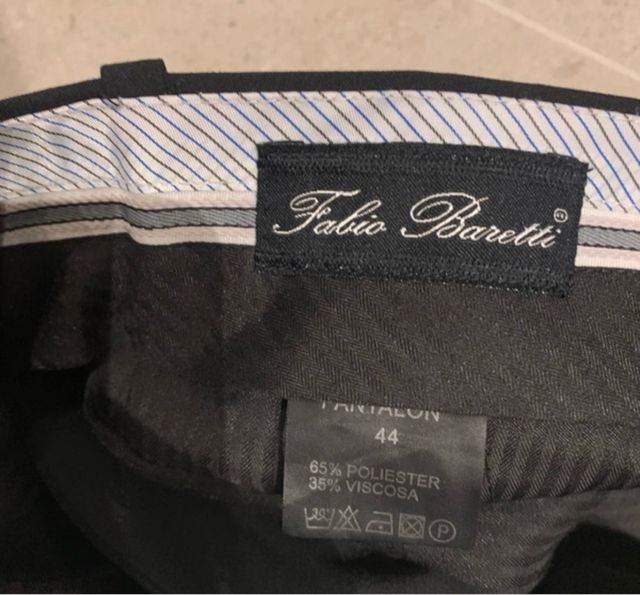 Fabio Baretti ®
PANTALON
44
65% POLIESTER
35% VISCOSA
P